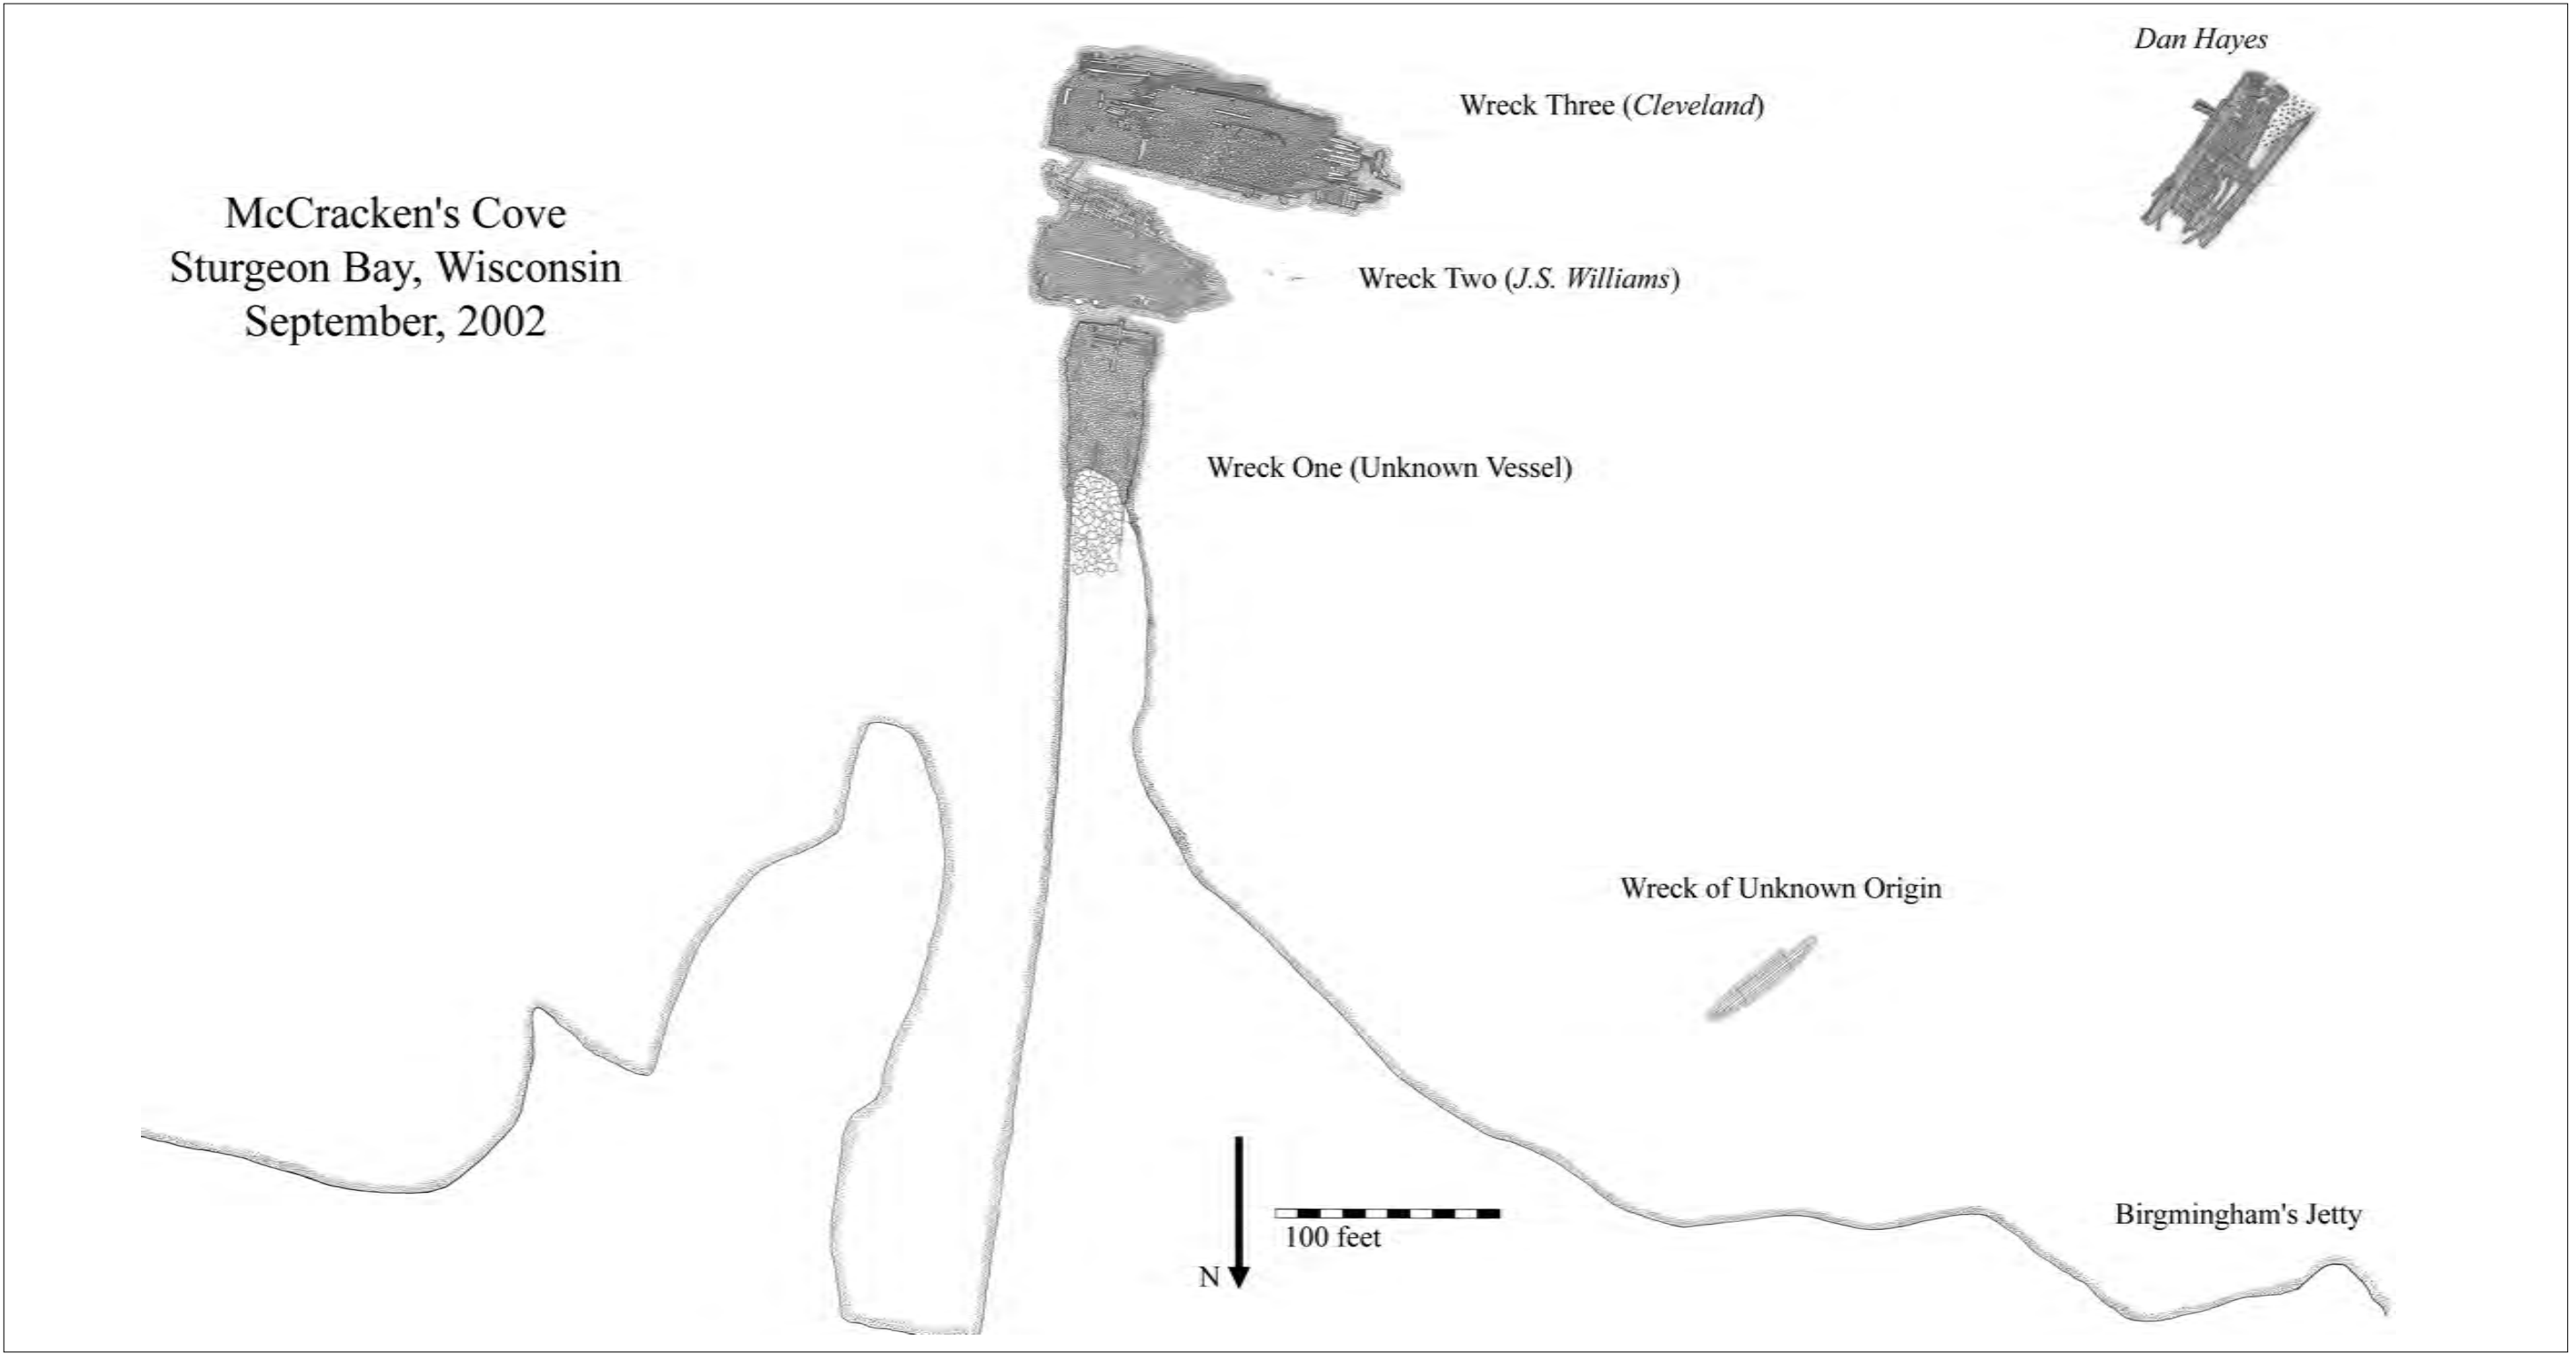 Dan Hayes
Wreck Three (Cleveland)
McCracken's Cove
Sturgeon Bay, Wisconsin
September, 2002
Wreck Two (J.S. Williams)
Wreck One (Unknown Vessel)
Wreck of Unknown Origin
Birgmingham's Jetty
100 feet
N